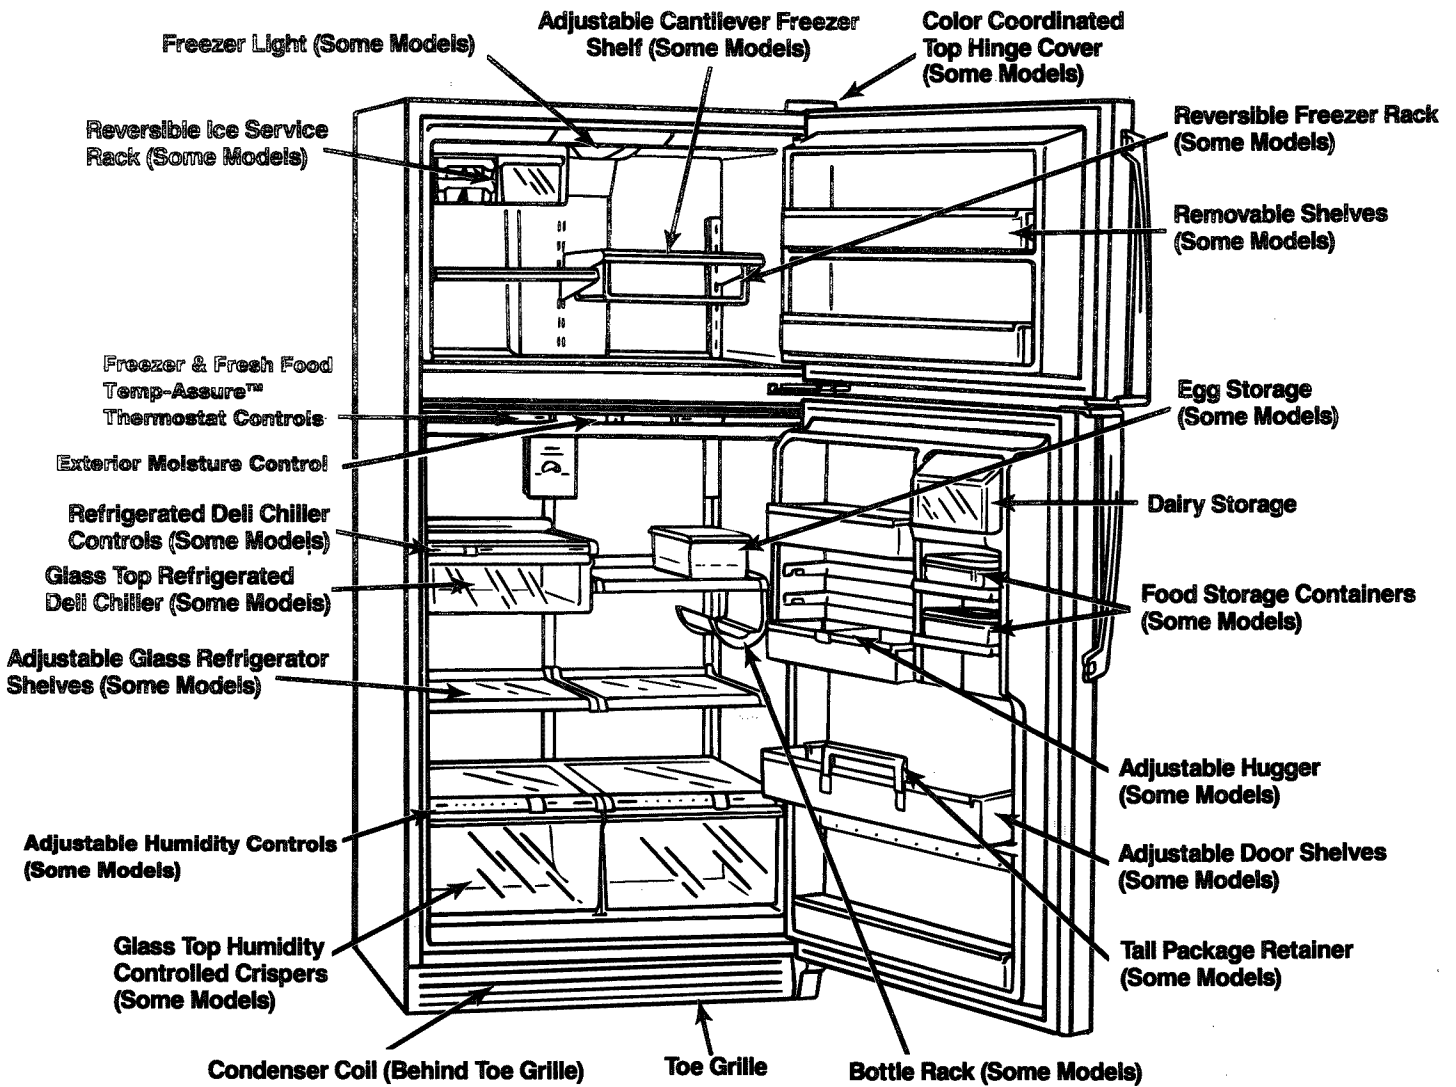 Freezer Light (Some Models)
Adjustable Cantilever Freezer
Shelf (Some Models)
Color Coordinated
Top Hinge Cover
(Some Models)
Reversible Ice Service
Rack (Some Models)
Reversible Freezer Rack
(Some Models)
Removable Shelves
(Some Models)
Freezer & Fresh Food
Temp-Assure™
Thermostat Controls
Exterior Moisture Control
Egg Storage
(Some Models)
Refrigerated Deli Chiller
Controls (Some Models)
Dairy Storage
Glass Top Refrigerated
Deli Chiller (Some Models)
Food Storage Containers
(Some Models)
Adjustable Glass Refrigerator
Shelves (Some Models)
Adjustable Hugger
(Some Models)
Adjustable Humidity Controls
(Some Models)
Adjustable Door Shelves
(Some Models)
Glass Top Humidity
Controlled Crispers
(Some Models)
Tall Package Retainer
(Some Models)
Condenser Coil (Behind Toe Grille)
Toe Grille
Bottle Rack (Some Models)